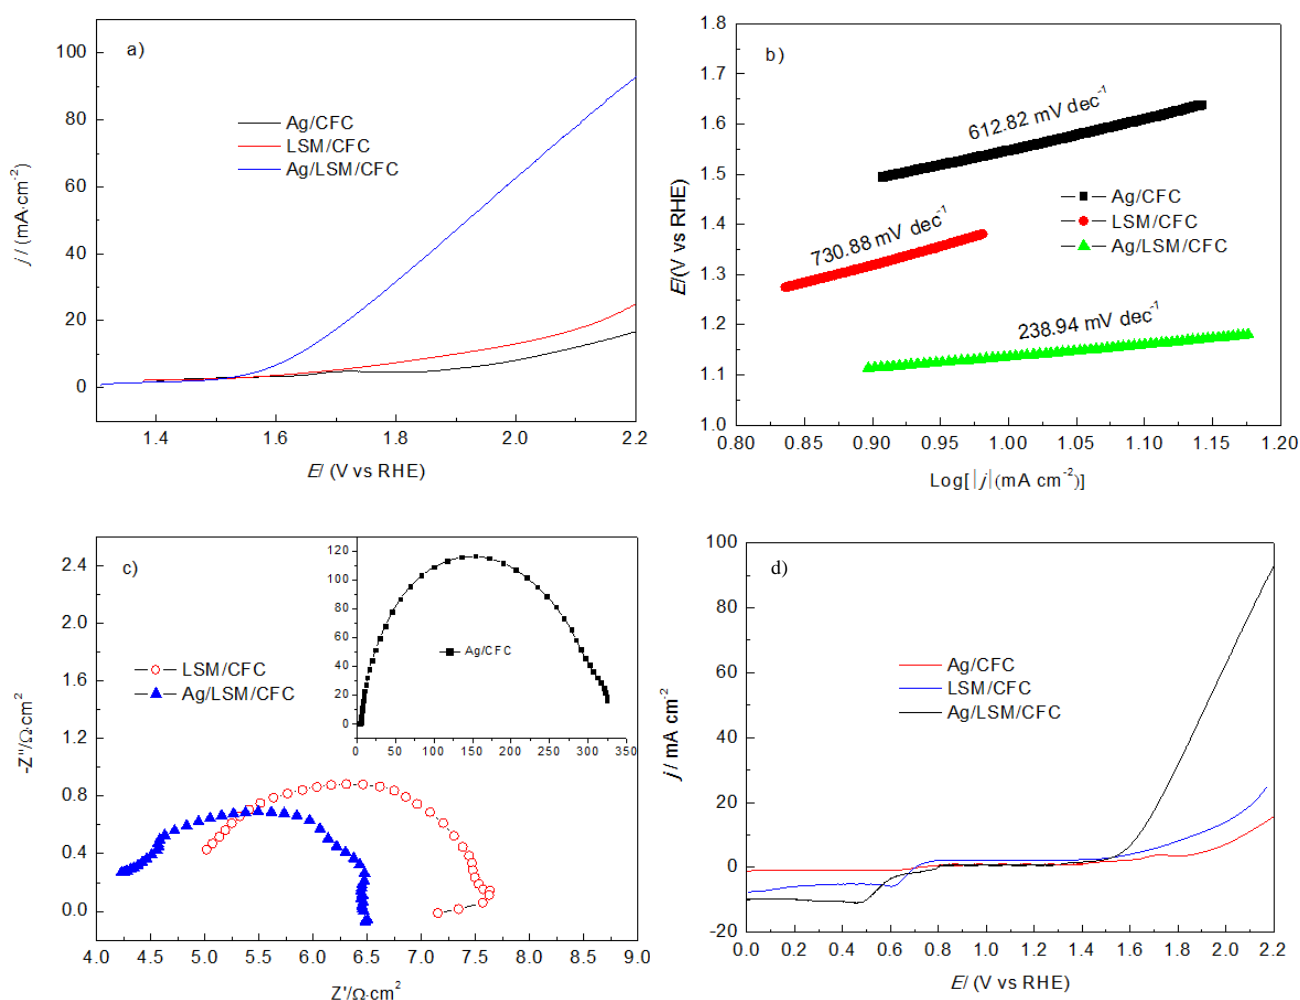 a)
100
80
60
40
20
0
j / (mA·cm-2)
Ag/CFC
LSM/CFC
Ag/LSM/CFC
1.4 1.6 1.8 2.0 2.2
E/ (V vs RHE)
b)
1.8
1.7
1.6
1.5
1.4
1.3
1.2
1.1
1.0
E/(V vs RHE)
612.82 mV dec-1
730.88 mV dec-1
238.94 mV dec-1
Ag/CFC
LSM/CFC
Ag/LSM/CFC
0.80 0.85 0.90 0.95 1.00 1.05 1.10 1.15 1.20
Log[|j|(mA cm-2)]
c)
2.4
2.0
1.6
1.2
0.8
0.4
0.0
-Z''/Ω·cm2
LSM/CFC
Ag/LSM/CFC
120
100
80
60
40
20
0
Ag/CFC
0 50 100 150 200 250 300 350
4.0 4.5 5.0 5.5 6.0 6.5 7.0 7.5 8.0 8.5 9.0
Z'/Ω·cm2
d)
100
80
60
40
20
0
-20
j / mA cm-2
Ag/CFC
LSM/CFC
Ag/LSM/CFC
0.0 0.2 0.4 0.6 0.8 1.0 1.2 1.4 1.6 1.8 2.0 2.2
E/ (V vs RHE)